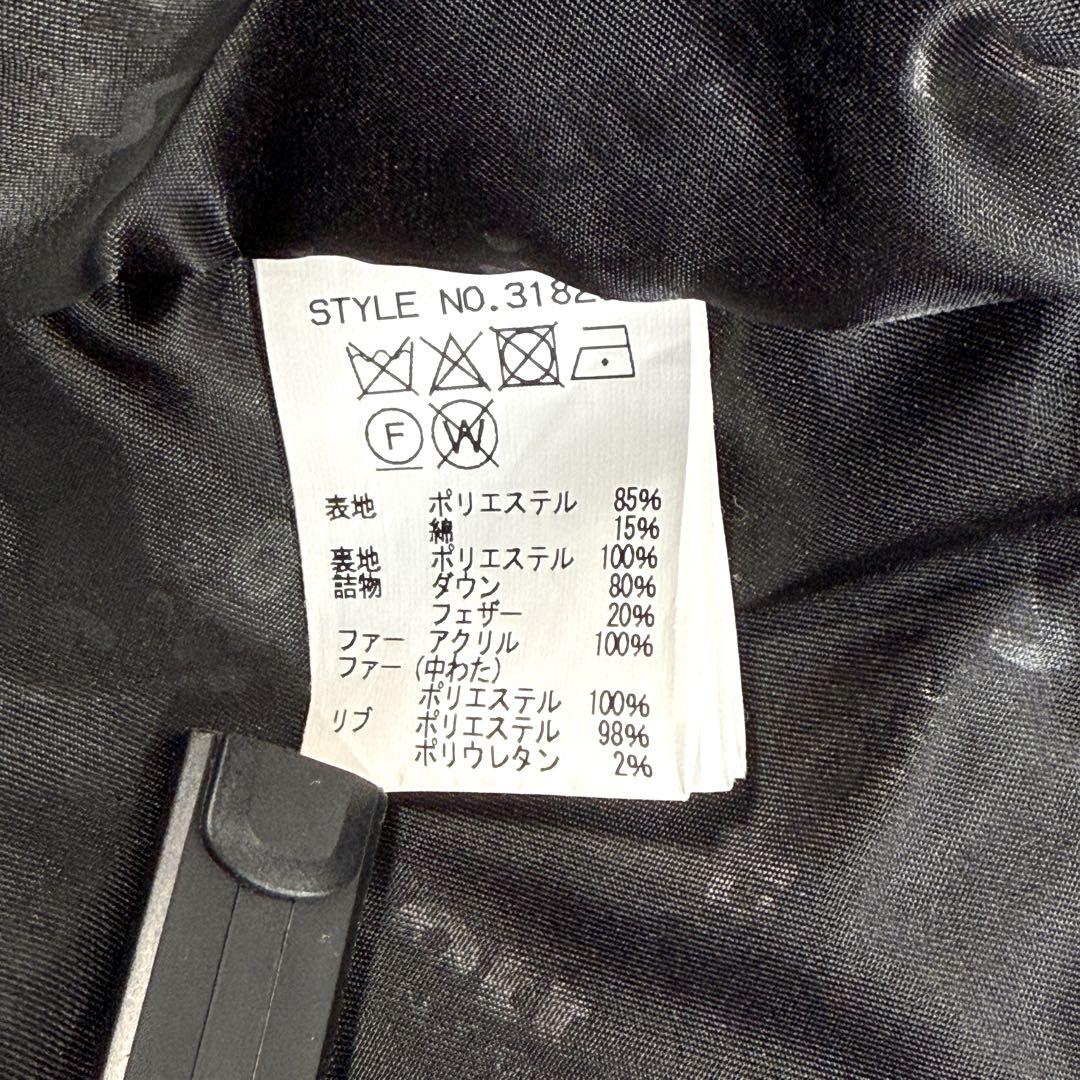 STYLE NO.3182
F
W
表地 ポリエステル 85%
綿 15%
裏地 ポリエステル 100%
詰物 ダウン 80%
フェザー 20%
ファー アクリル 100%
ファー (中わた)
ポリエステル 100%
リブ ポリエステル 98%
ポリウレタン 2%